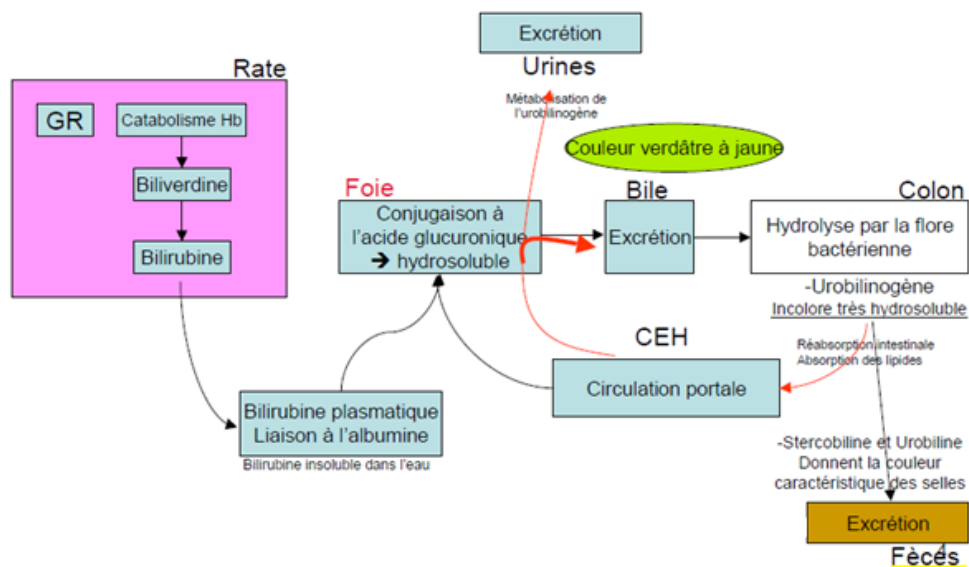 Excrétion
Urines
Métabolisation de
l'urobilinogène
Rate
GR
Catabolisme Hb
Biliverdine
Bilirubine
Couleur verdâtre à jaune
Foie
Conjugaison à
l'acide glucuronique
➔ hydrosoluble
Bile
Excrétion
Colon
Hydrolyse par la flore
bactérienne
-Urobilinogène
Incolore très hydrosoluble
Réabsorption intestinale
Absorption des lipides
CEH
Circulation portale
Bilirubine plasmatique
Liaison à l'albumine
Bilirubine insoluble dans l'eau
-Stercobiline et Urobiline
Donnent la couleur
caractéristique des selles
Excrétion
Fècés